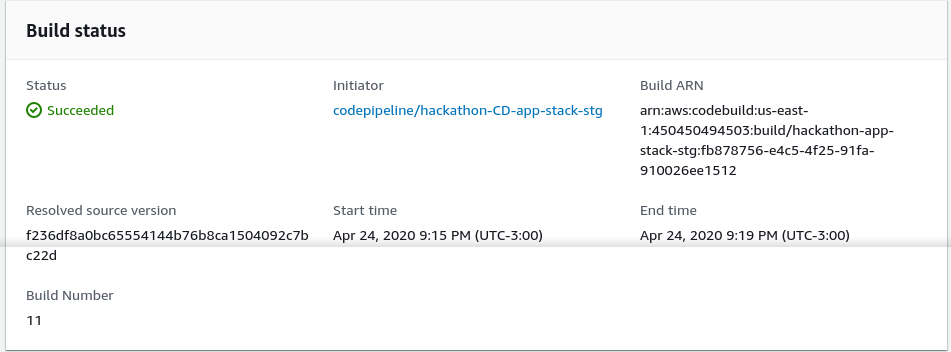 Build status
Status
Succeeded
Initiator
codepipeline/hackathon-CD-app-stack-stg
Build ARN
arn:aws:codebuild:us-east-
1:450450494503:build/hackathon-app-
stack-stg:fb878756-e4c5-4f25-91fa-
910026ee1512
Resolved source version
f236df8a0bc65554144b76b8ca1504092c7b
c22d
Start time
Apr 24, 2020 9:15 PM (UTC-3:00)
End time
Apr 24, 2020 9:19 PM (UTC-3:00)
Build Number
11